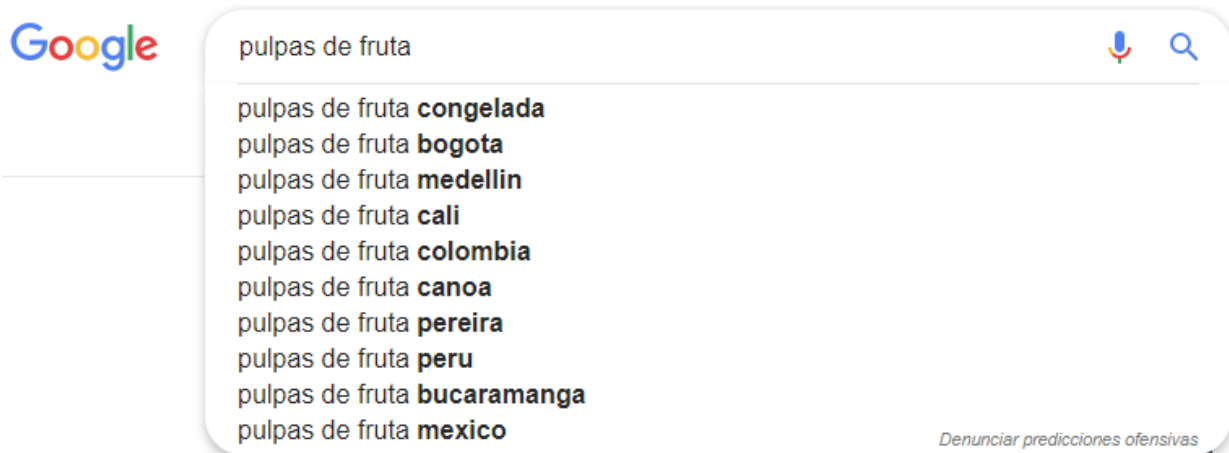 Google
pulpas de fruta
pulpas de fruta congelada
pulpas de fruta bogota
pulpas de fruta medellin
pulpas de fruta cali
pulpas de fruta colombia
pulpas de fruta canoa
pulpas de fruta pereira
pulpas de fruta peru
pulpas de fruta bucaramanga
pulpas de fruta mexico
Denunciar predicciones ofensivas